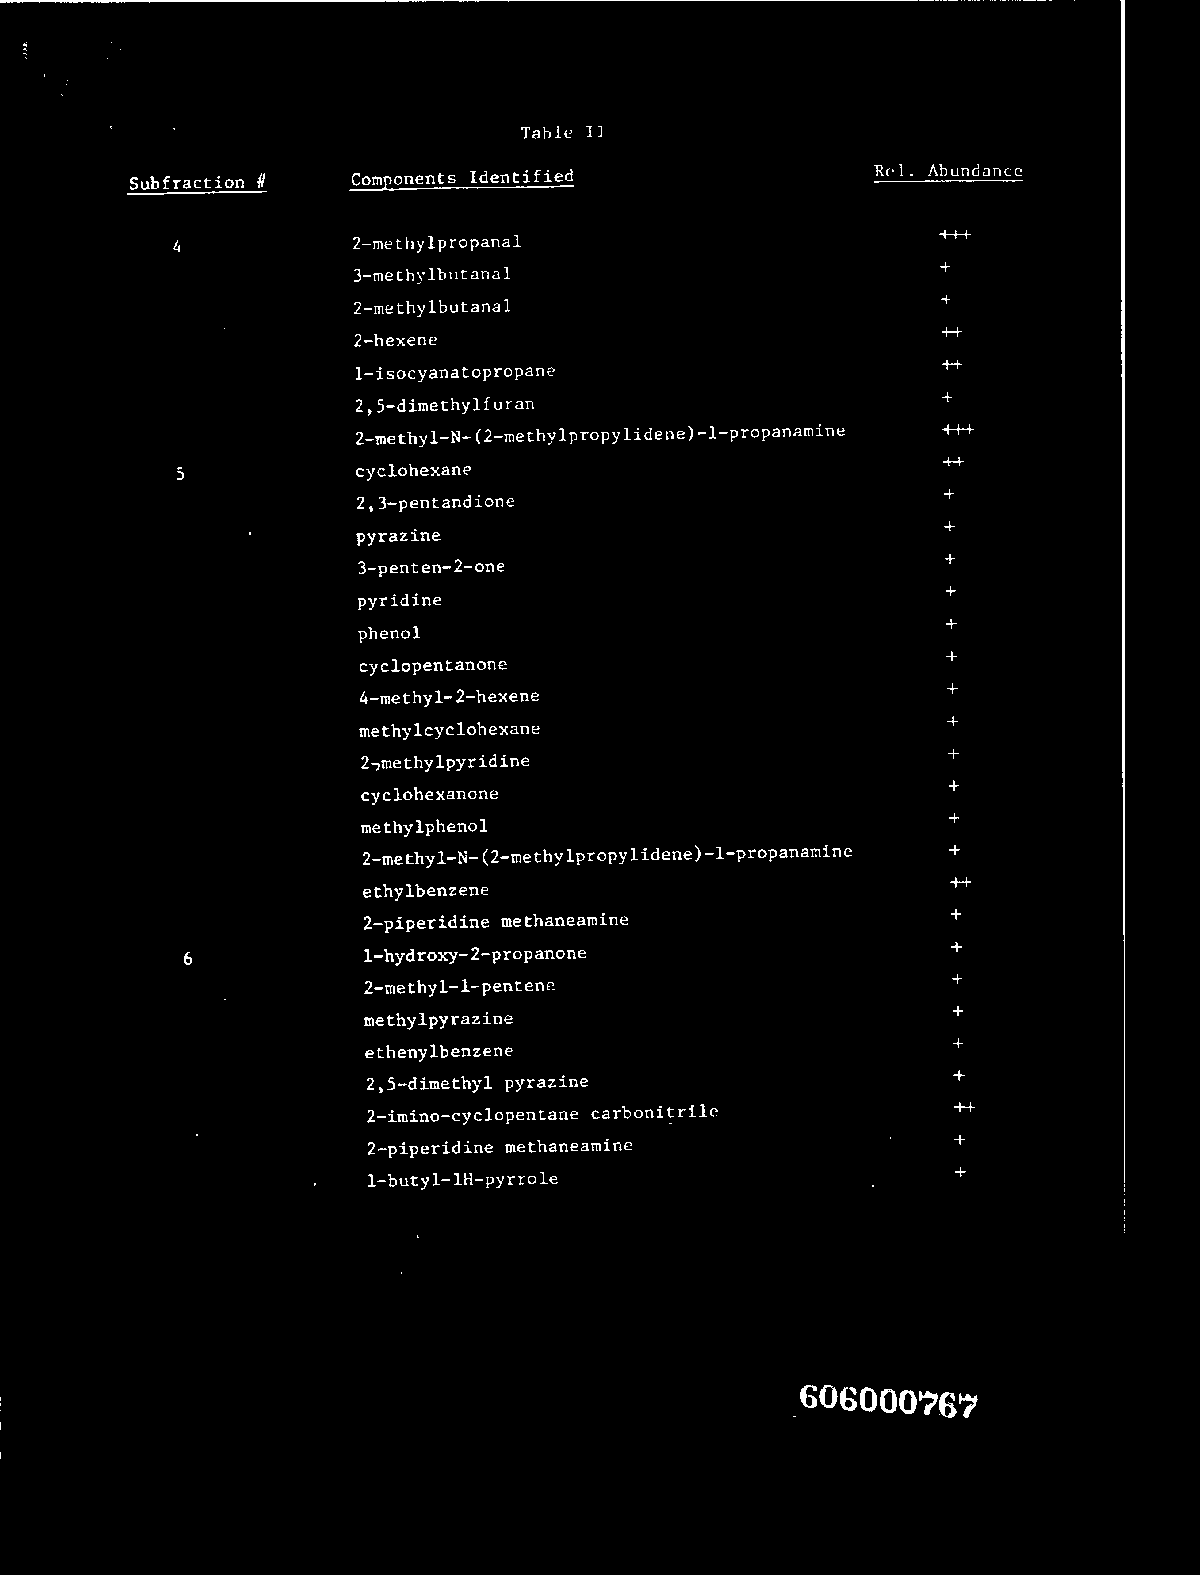 Table II
Subfraction # Components Identified Rel. Abundance
4 2-methylpropanal +++
3-methylbutanal +
2-methylbutanal +
2-hexene ++
1-isocyanatopropane ++
2,5-dimethylfuran +
2-methyl-N-(2-methylpropylidene)-1-propanamine +++
5 cyclohexane ++
2,3-pentandione +
pyrazine +
3-penten-2-one +
pyridine +
phenol +
cyclopentanone +
4-methyl-2-hexene +
methylcyclohexane +
2-methylpyridine +
cyclohexanone +
methylphenol +
2-methyl-N-(2-methylpropylidene)-1-propanamine +
ethylbenzene ++
2-piperidine methaneamine +
6 1-hydroxy-2-propanone +
2-methyl-1-pentene +
methylpyrazine +
ethenylbenzene +
2,5-dimethyl pyrazine +
2-imino-cyclopentane carbonitrile ++
2-piperidine methaneamine +
1-butyl-1H-pyrrole +
606000767